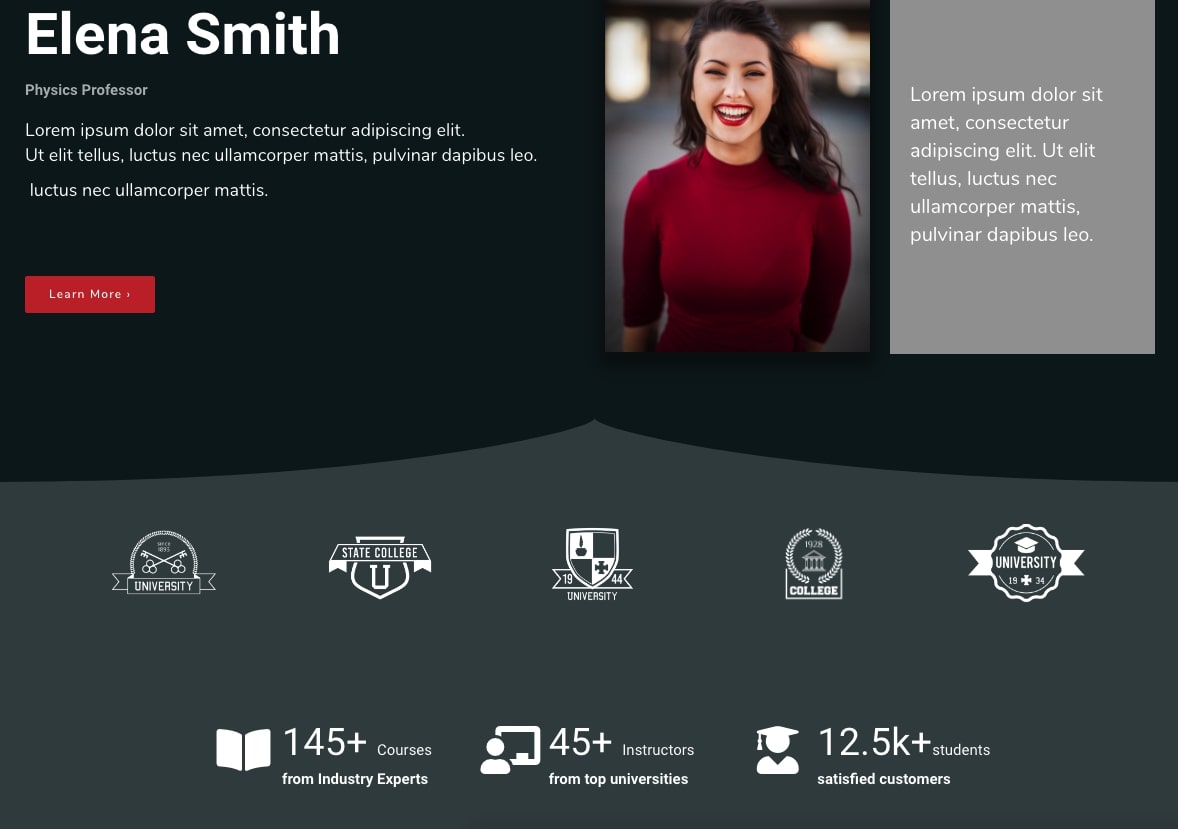 Elena Smith
Physics Professor
Lorem ipsum dolor sit amet, consectetur adipiscing elit.
Ut elit tellus, luctus nec ullamcorper mattis, pulvinar dapibus leo.
luctus nec ullamcorper mattis.
Learn More ›
Lorem ipsum dolor sit
amet, consectetur
adipiscing elit. Ut elit
tellus, luctus nec
ullamcorper mattis,
pulvinar dapibus leo.
SINCE
1895
UNIVERSITY
STATE COLLEGE
U
19 44
UNIVERSITY
1928
COLLEGE
UNIVERSITY
19 34
145+ Courses
from Industry Experts
45+ Instructors
from top universities
12.5k+students
satisfied customers